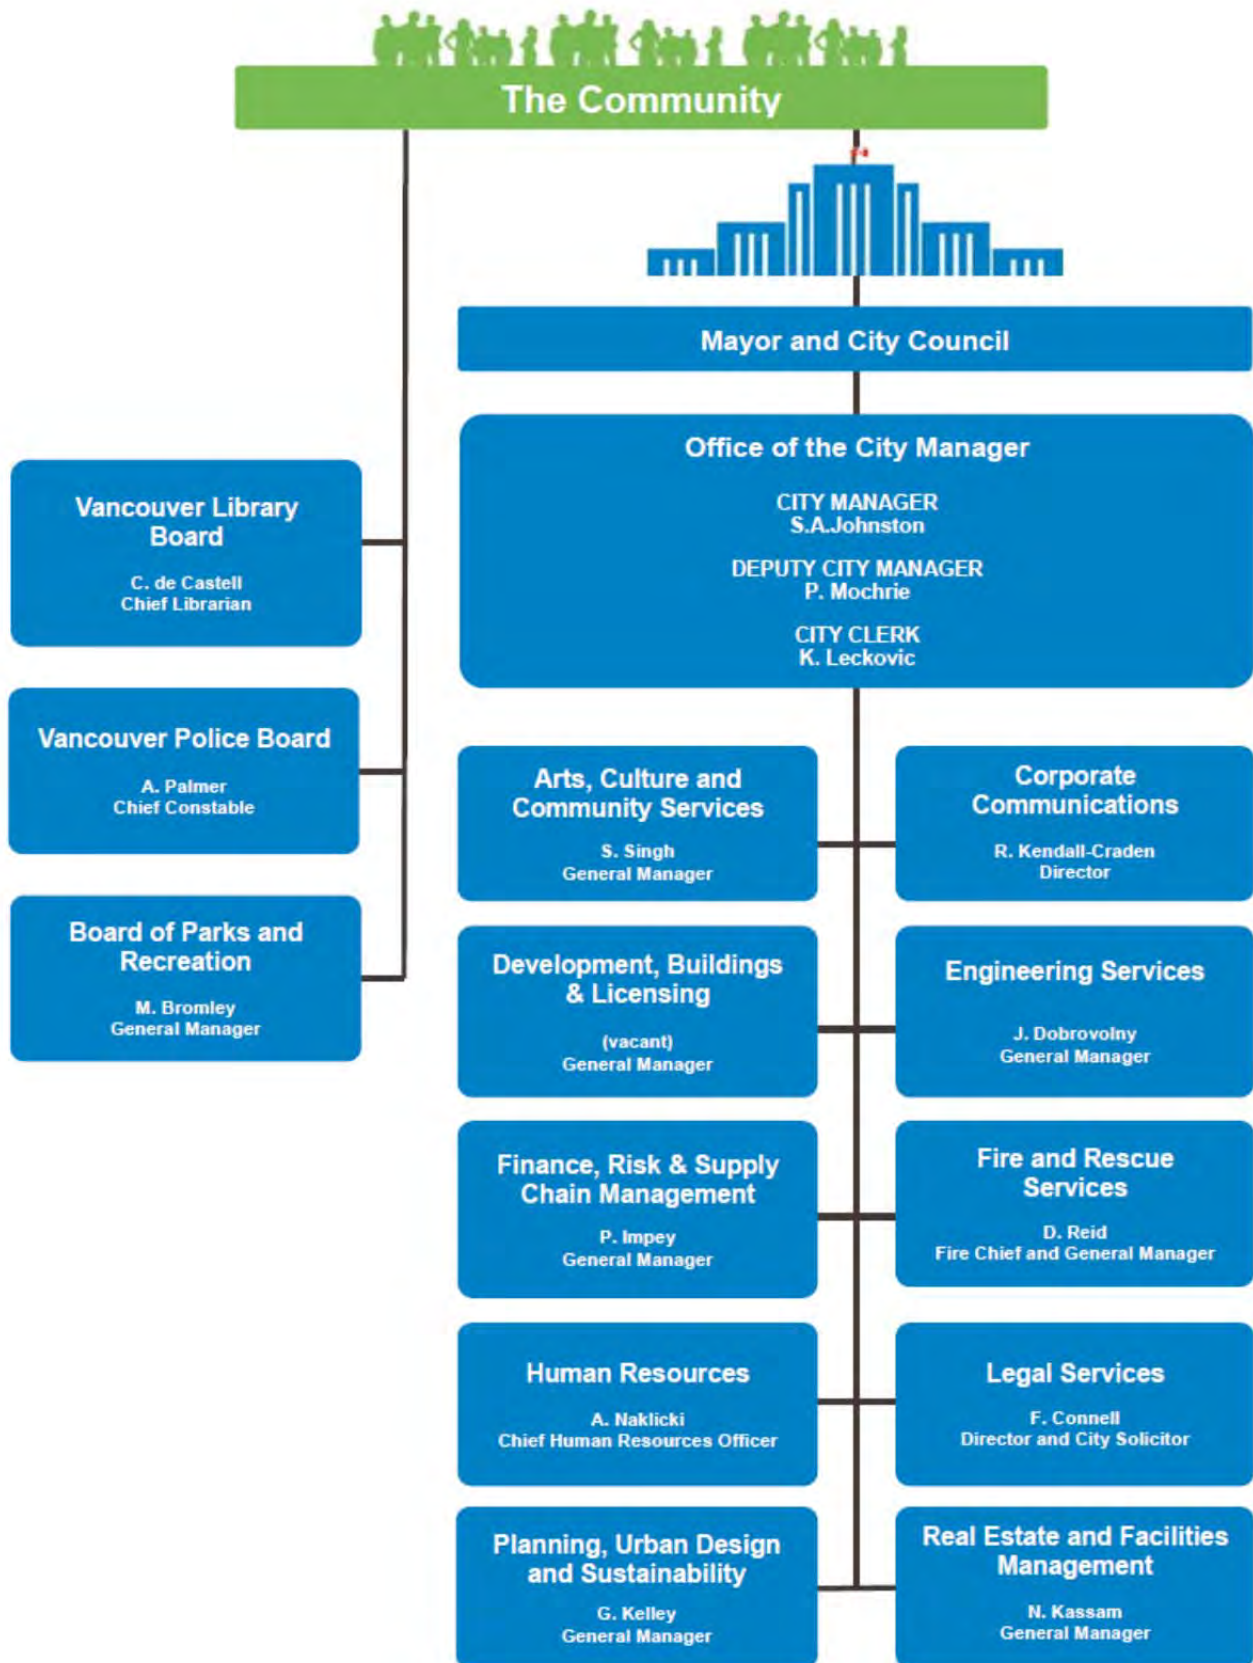 The Community
Mayor and City Council
Office of the City Manager
CITY MANAGER
S.A.Johnston
DEPUTY CITY MANAGER
P. Mochrie
CITY CLERK
K. Leckovic
Vancouver Library
Board
C. de Castell
Chief Librarian
Vancouver Police Board
A. Palmer
Chief Constable
Board of Parks and
Recreation
M. Bromley
General Manager
Arts, Culture and
Community Services
S. Singh
General Manager
Corporate
Communications
R. Kendall-Craden
Director
Development, Buildings
& Licensing
(vacant)
General Manager
Engineering Services
J. Dobrovolny
General Manager
Finance, Risk & Supply
Chain Management
P. Impey
General Manager
Fire and Rescue
Services
D. Reid
Fire Chief and General Manager
Human Resources
A. Naklicki
Chief Human Resources Officer
Legal Services
F. Connell
Director and City Solicitor
Planning, Urban Design
and Sustainability
G. Kelley
General Manager
Real Estate and Facilities
Management
N. Kassam
General Manager